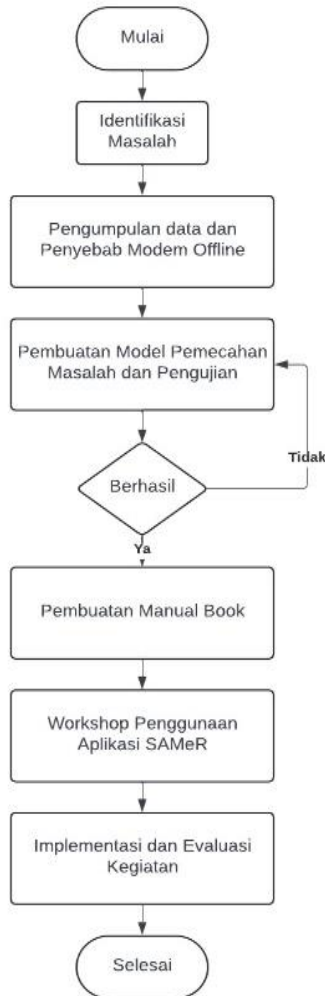 Mulai
Identifikasi
Masalah
Pengumpulan data dan
Penyebab Modem Offline
Pembuatan Model Pemecahan
Masalah dan Pengujian
Berhasil
Tidak
Ya
Pembuatan Manual Book
Workshop Penggunaan
Aplikasi SAMeR
Implementasi dan Evaluasi
Kegiatan
Selesai